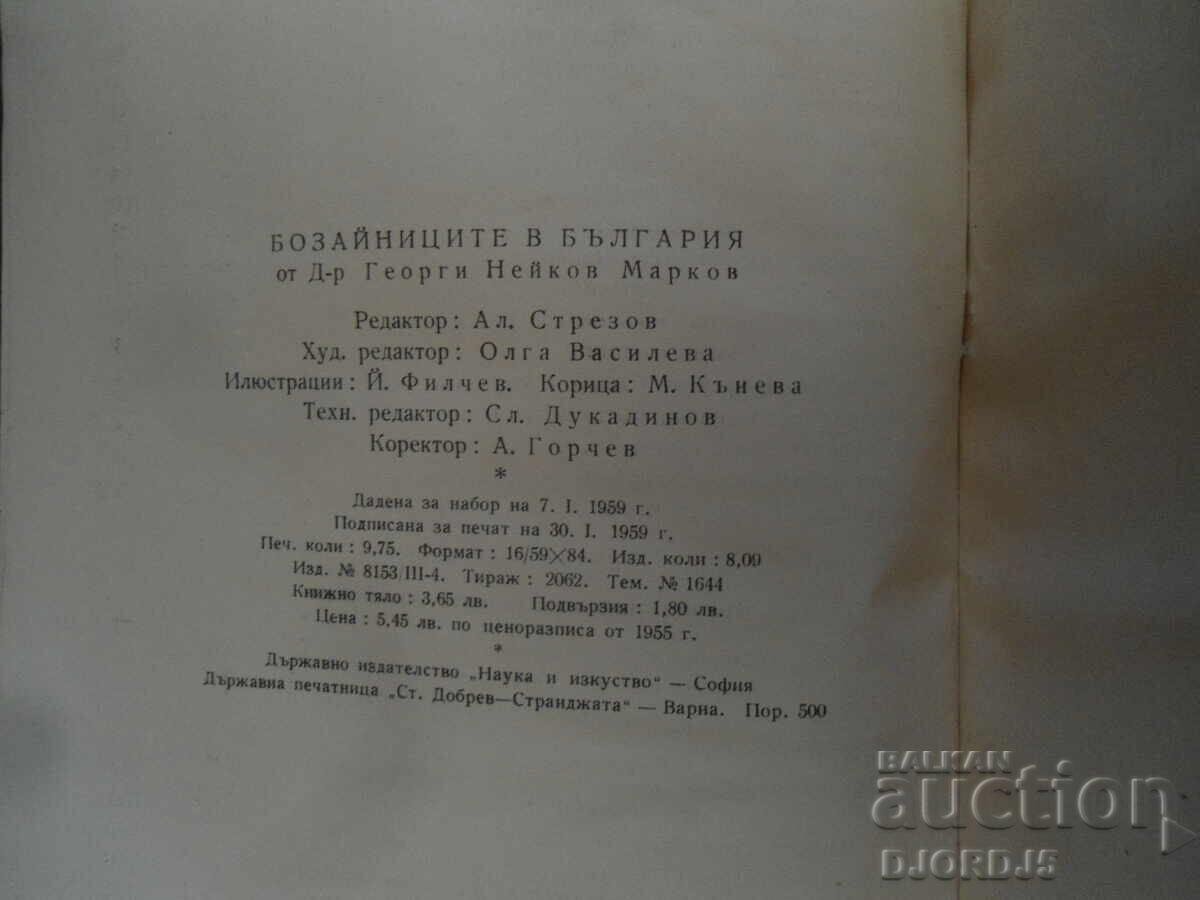 БОЗАЙНИЦИТЕ В БЪЛГАРИЯ
от Д-р Георги Нейков Марков
Редактор: Ал. Стрезов
Худ. редактор: Олга Василева
Илюстрации: Й. Филчев. Корица: М. Кънева
Техн. редактор: Сл. Дукадинов
Коректор: А. Горчев
*
Дадена за набор на 7. I. 1959 г.
Подписана за печат на 30. I. 1959 г.
Печ. коли: 9,75. Формат: 16/59×84. Изд. коли: 8,09
Изд. № 8153/III-4. Тираж: 2062. Тем. № 1644
Книжно тяло: 3,65 лв. Подвързия: 1,80 лв.
Цена: 5,45 лв. по ценоразписа от 1955 г.
*
Държавно издателство „Наука и изкуство“ — София
Държавна печатница „Ст. Добрев—Странджата“ — Варна. Пор. 500
BALKAN
auction
DJORDJ5